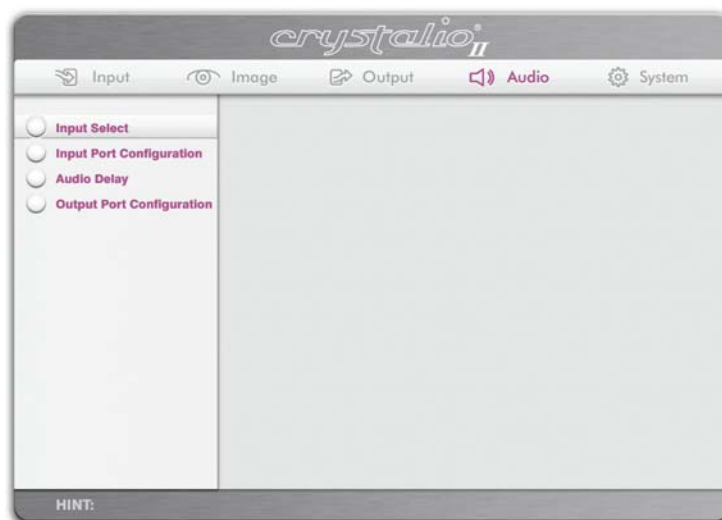 crystalio® II
Input Image Output Audio System
Input Select
Input Port Configuration
Audio Delay
Output Port Configuration
HINT: